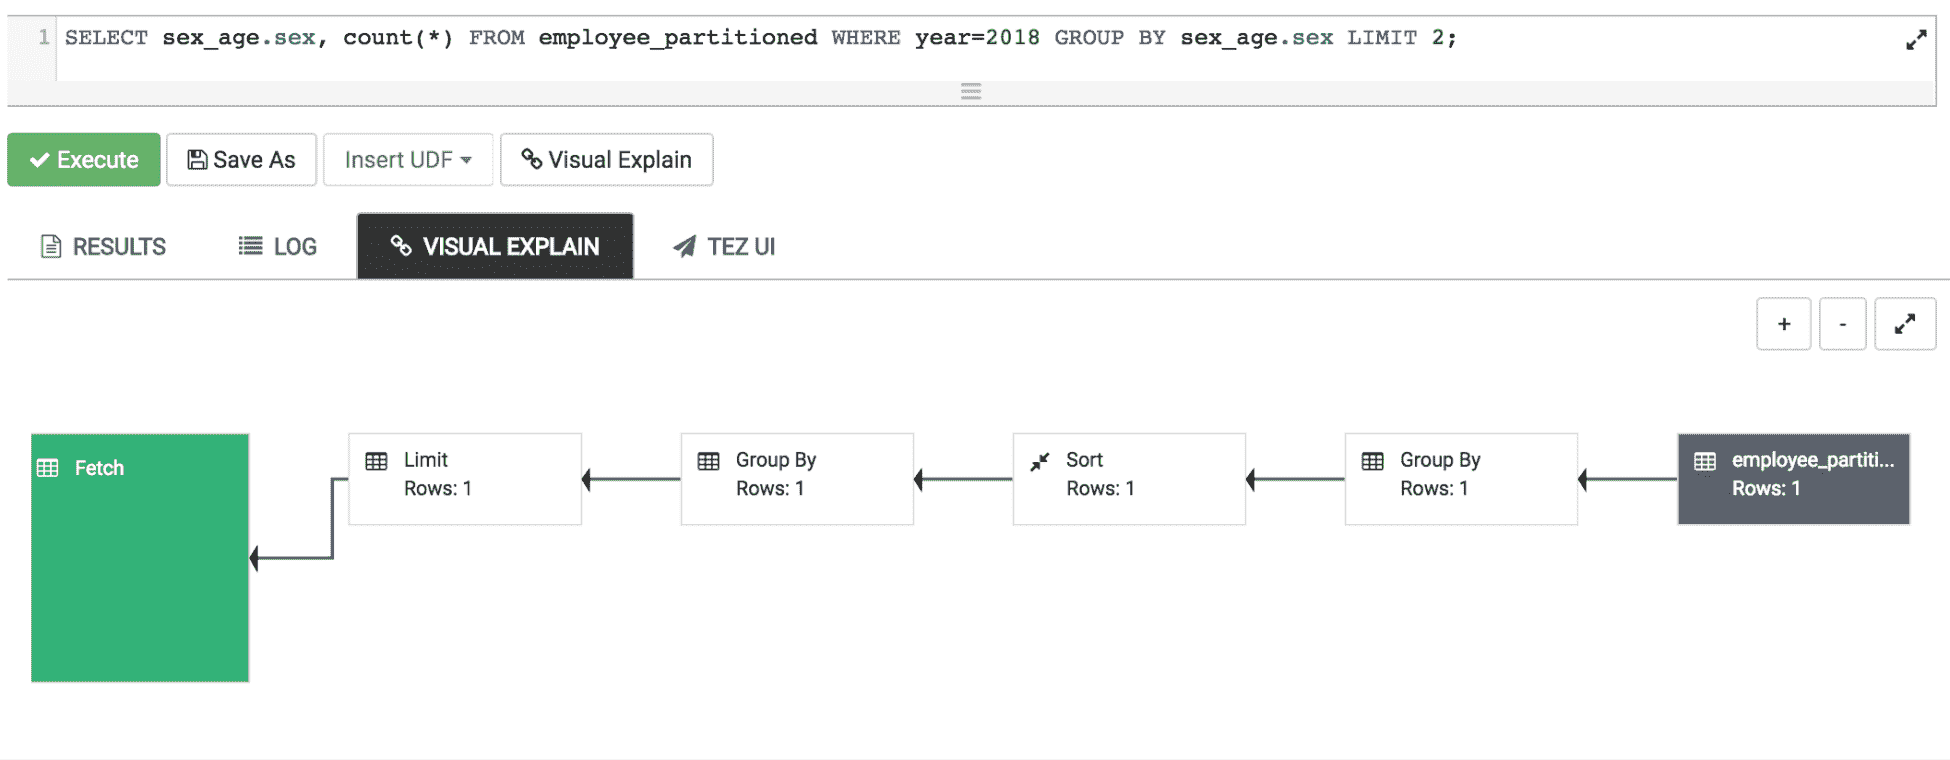 1 SELECT sex_age.sex, count(*) FROM employee_partitioned WHERE year=2018 GROUP BY sex_age.sex LIMIT 2;
Execute Save As Insert UDF Visual Explain
RESULTS LOG VISUAL EXPLAIN TEZ UI
+ -
Fetch
Limit
Rows: 1
Group By
Rows: 1
Sort
Rows: 1
Group By
Rows: 1
employee_partiti...
Rows: 1